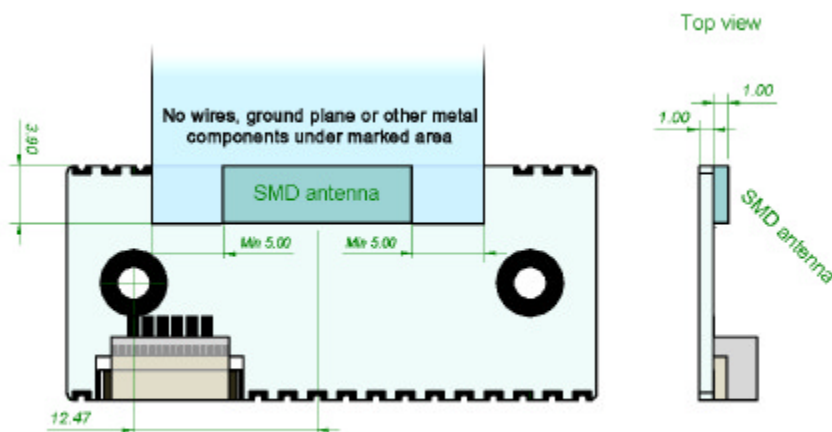 Top view
1.00
1.00
3.90
No wires, ground plane or other metal
components under marked area
SMD antenna
SMD antenna
Min 5.00
Min 5.00
12.47